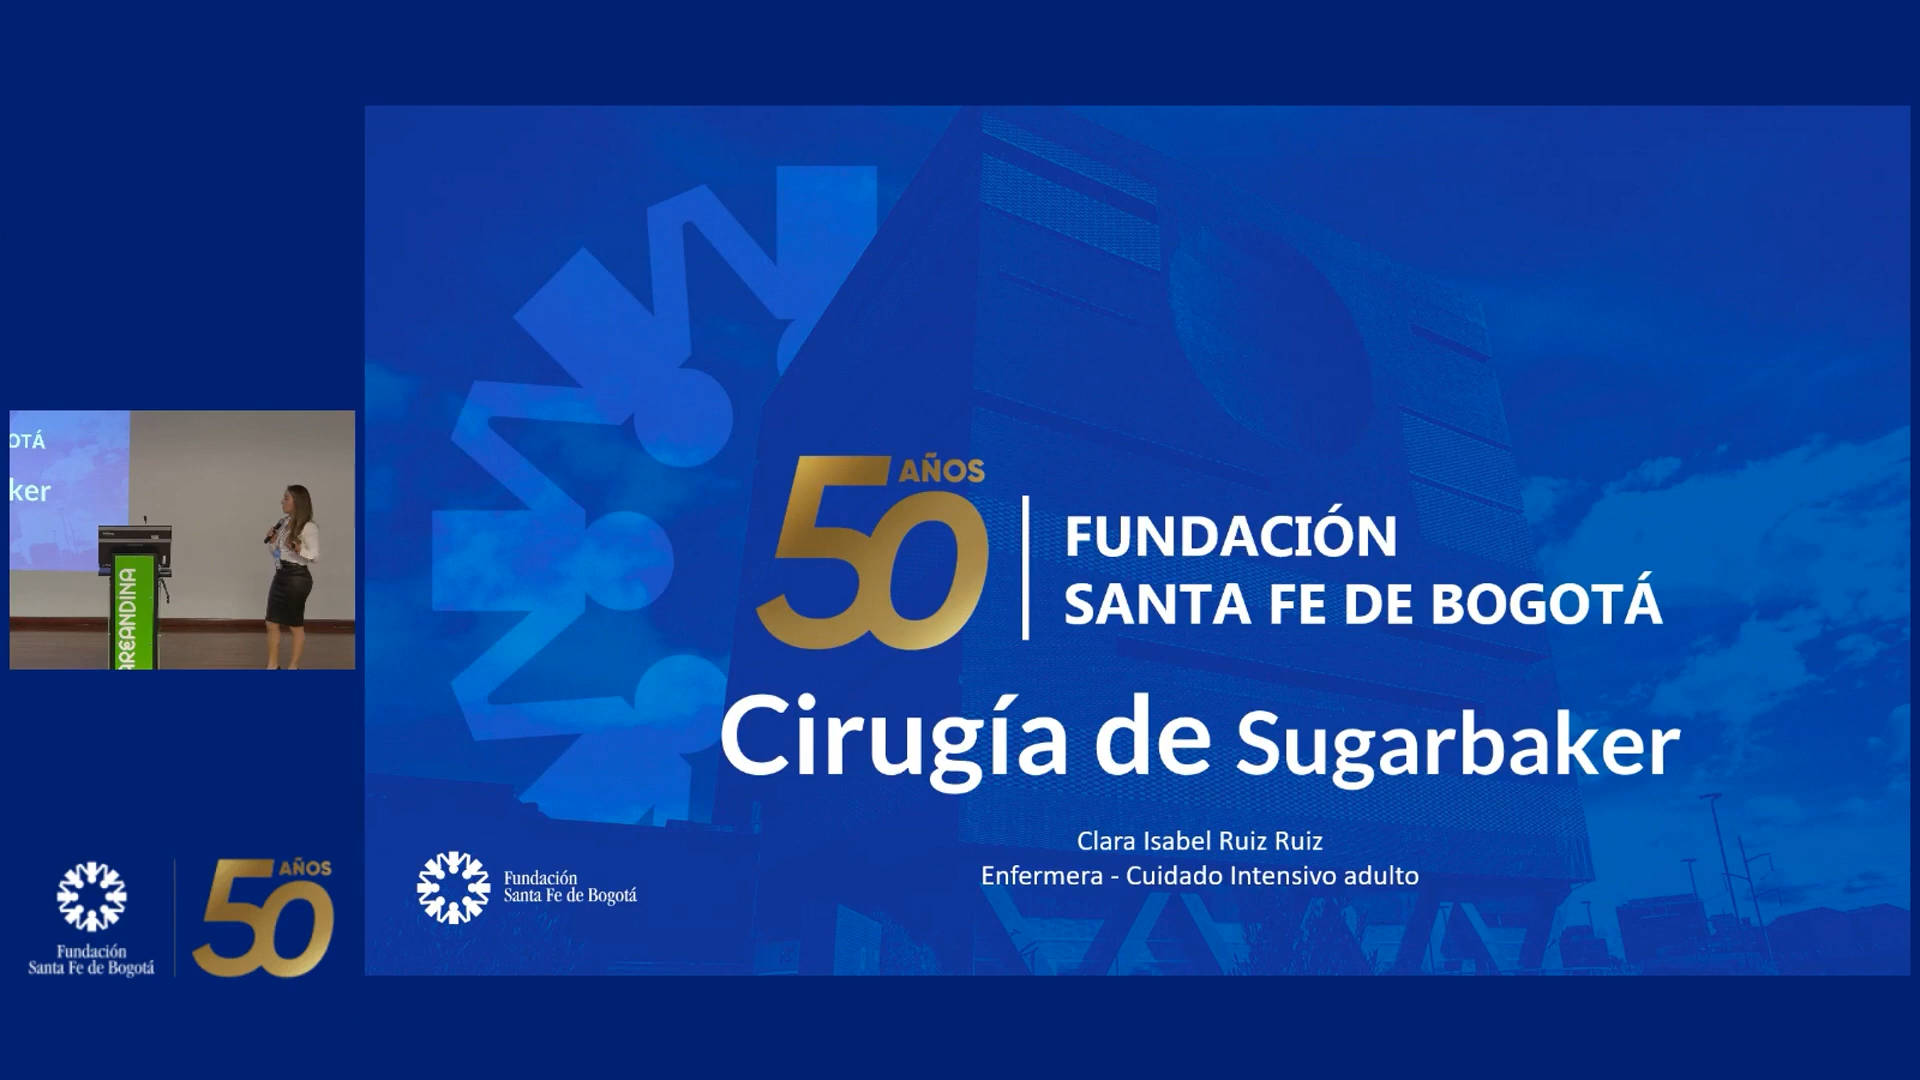 OTÁ
ker
AREANDINA
Fundación
Santa Fe de Bogotá
50 AÑOS
50 AÑOS
FUNDACIÓN
SANTA FE DE BOGOTÁ
Cirugía de Sugarbaker
Clara Isabel Ruiz Ruiz
Enfermera - Cuidado Intensivo adulto
Fundación
Santa Fe de Bogotá